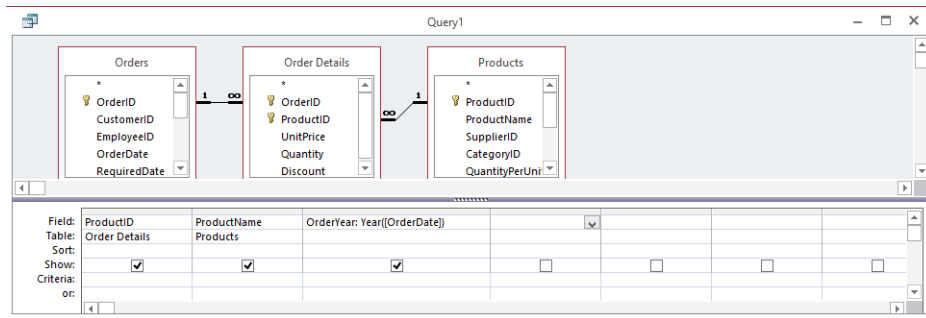 Query1
Orders
*
OrderID
CustomerID
EmployeeID
OrderDate
RequiredDate
1 ∞
Order Details
*
OrderID
ProductID
UnitPrice
Quantity
Discount
∞ 1
Products
*
ProductID
ProductName
SupplierID
CategoryID
QuantityPerUni
Field: ProductID ProductName OrderYear: Year([OrderDate])
Table: Order Details Products
Sort:
Show:
Criteria:
or: